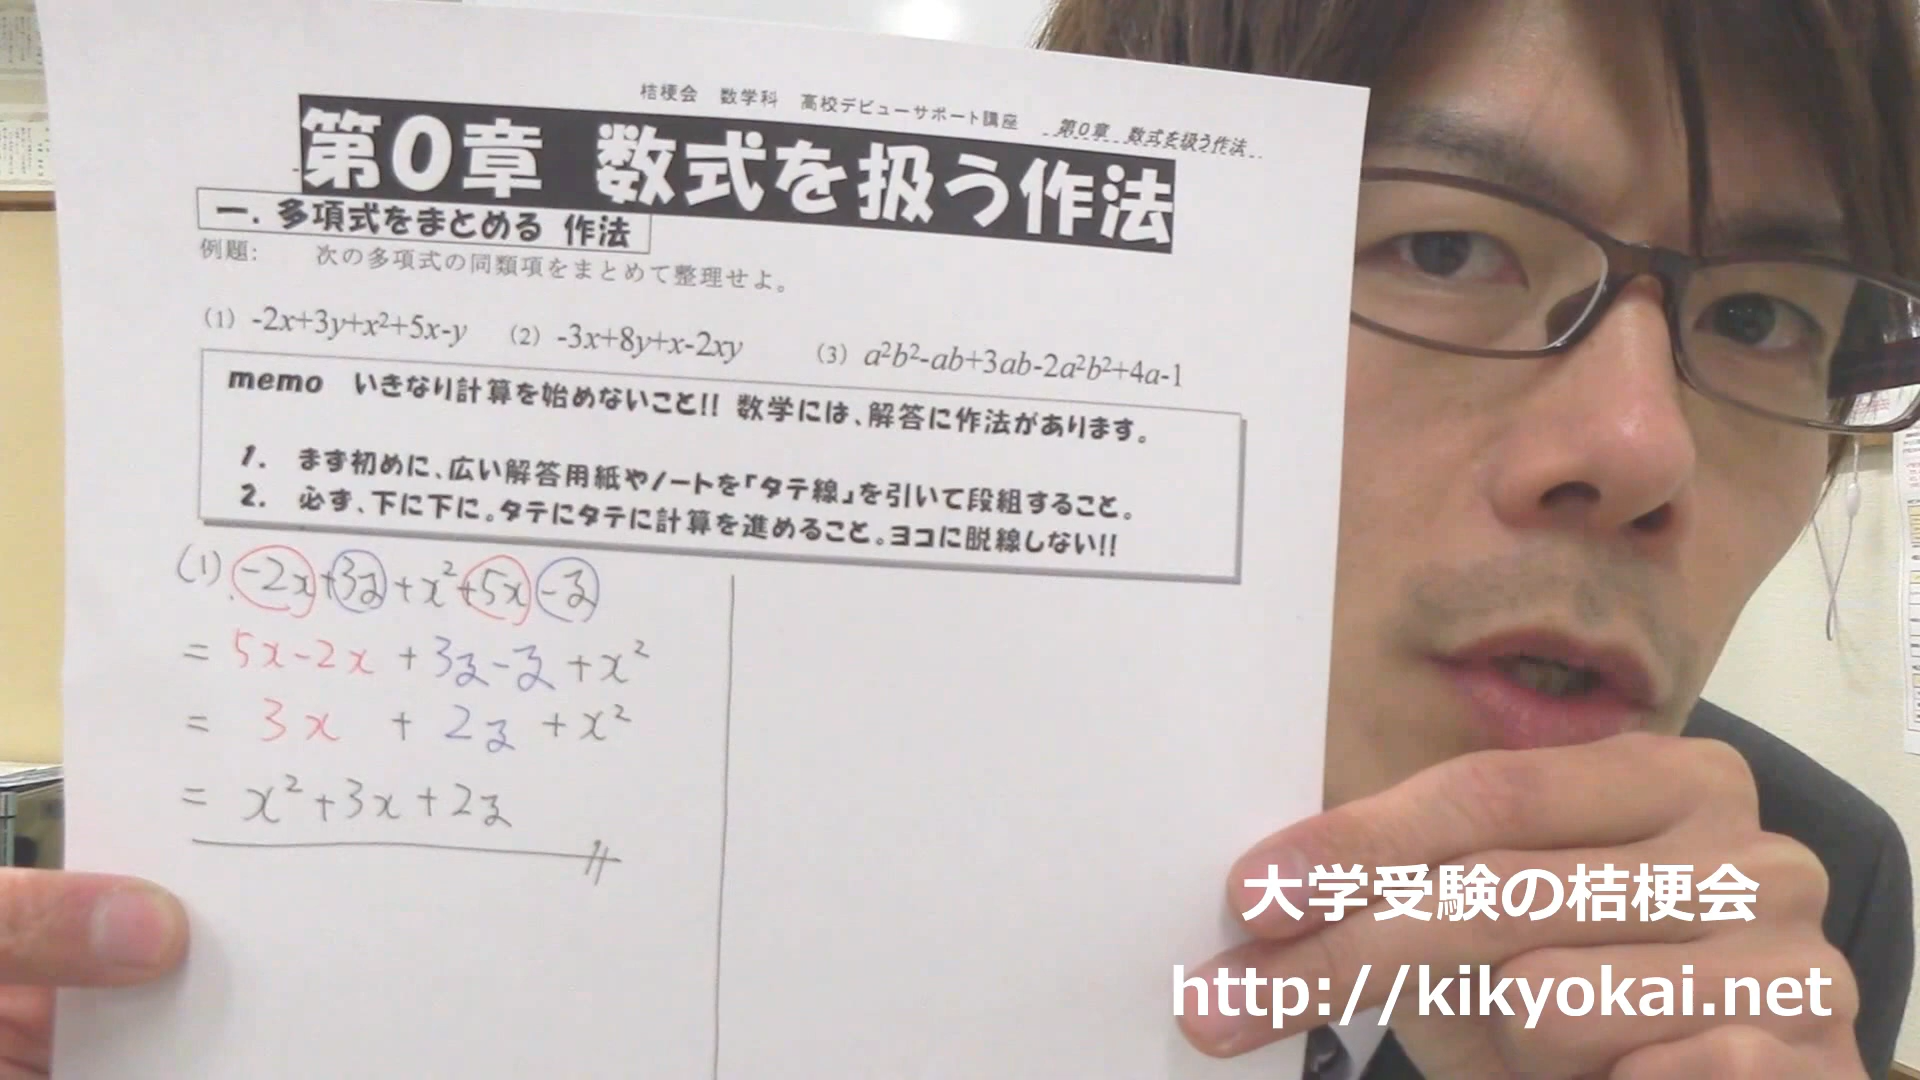 桔梗会 数学科 高校デビューサポート講座 第0章 数式を扱う作法
第0章 数式を扱う作法
一. 多項式をまとめる 作法
例題: 次の多項式の同類項をまとめて整理せよ。
(1) -2x+3y+x²+5x-y (2) -3x+8y+x-2xy (3) a²b²-ab+3ab-2a²b²+4a-1
memo いきなり計算を始めないこと!! 数学には、解答に作法があります。
1. まず初めに、広い解答用紙やノートを「タテ線」を引いて段組すること。
2. 必ず、下に下に。タテにタテに計算を進めること。ヨコに脱線しない!!
(1) -2x+3y+x²+5x-y
= 5x-2x+3y-y+x²
= 3x + 2y + x²
= x²+3x+2y
大学受験の桔梗会
http://kikyokai.net